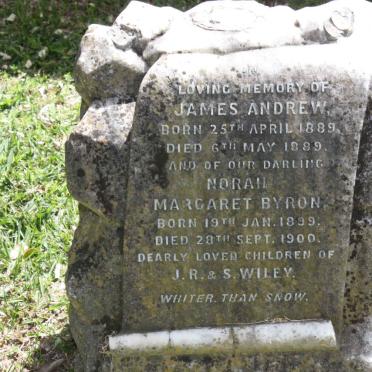 IN
LOVING MEMORY OF
JAMES ANDREW,
BORN 25TH APRIL 1889,
DIED 6TH MAY 1889.
AND OF OUR DARLING
NORAH
MARGARET BYRON,
BORN 19TH JAN. 1899,
DIED 28TH SEPT. 1900.
DEARLY LOVED CHILDREN OF
J.R. & S. WILEY.
WHITER THAN SNOW.